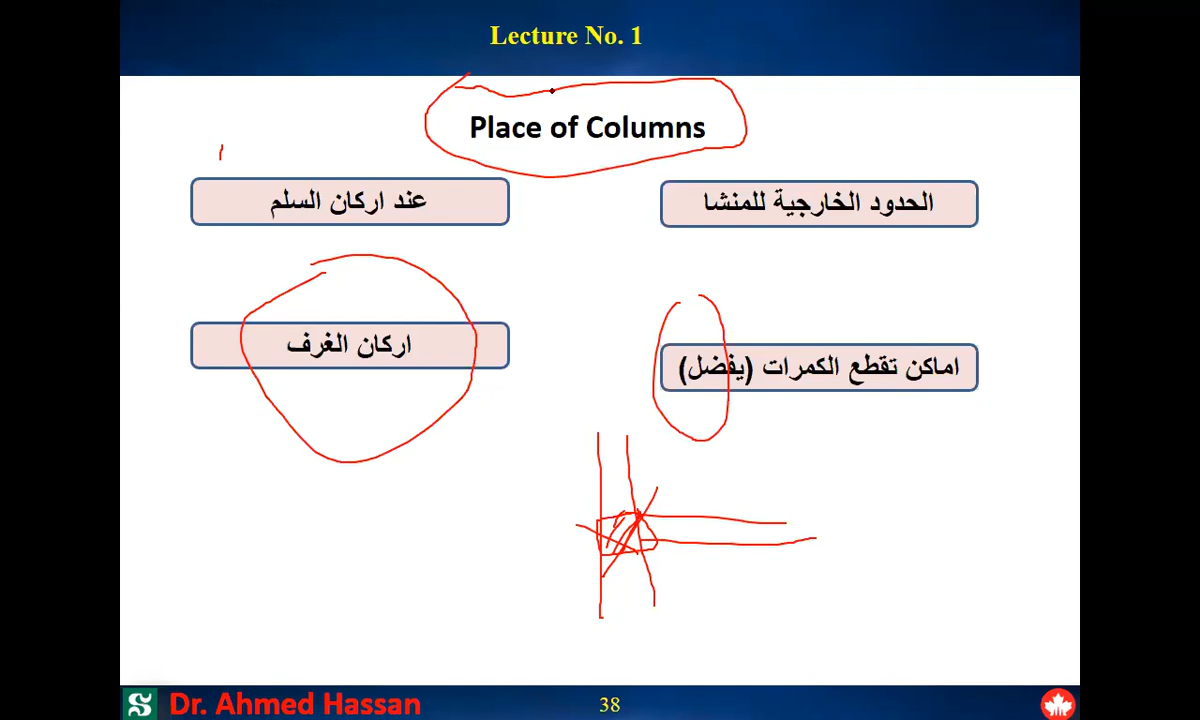 Lecture No. 1
Place of Columns
الحدود الخارجية للمنشا
عند اركان السلم
اماكن تقطع الكمرات (يفضل)
اركان الغرف
Dr. Ahmed Hassan
38